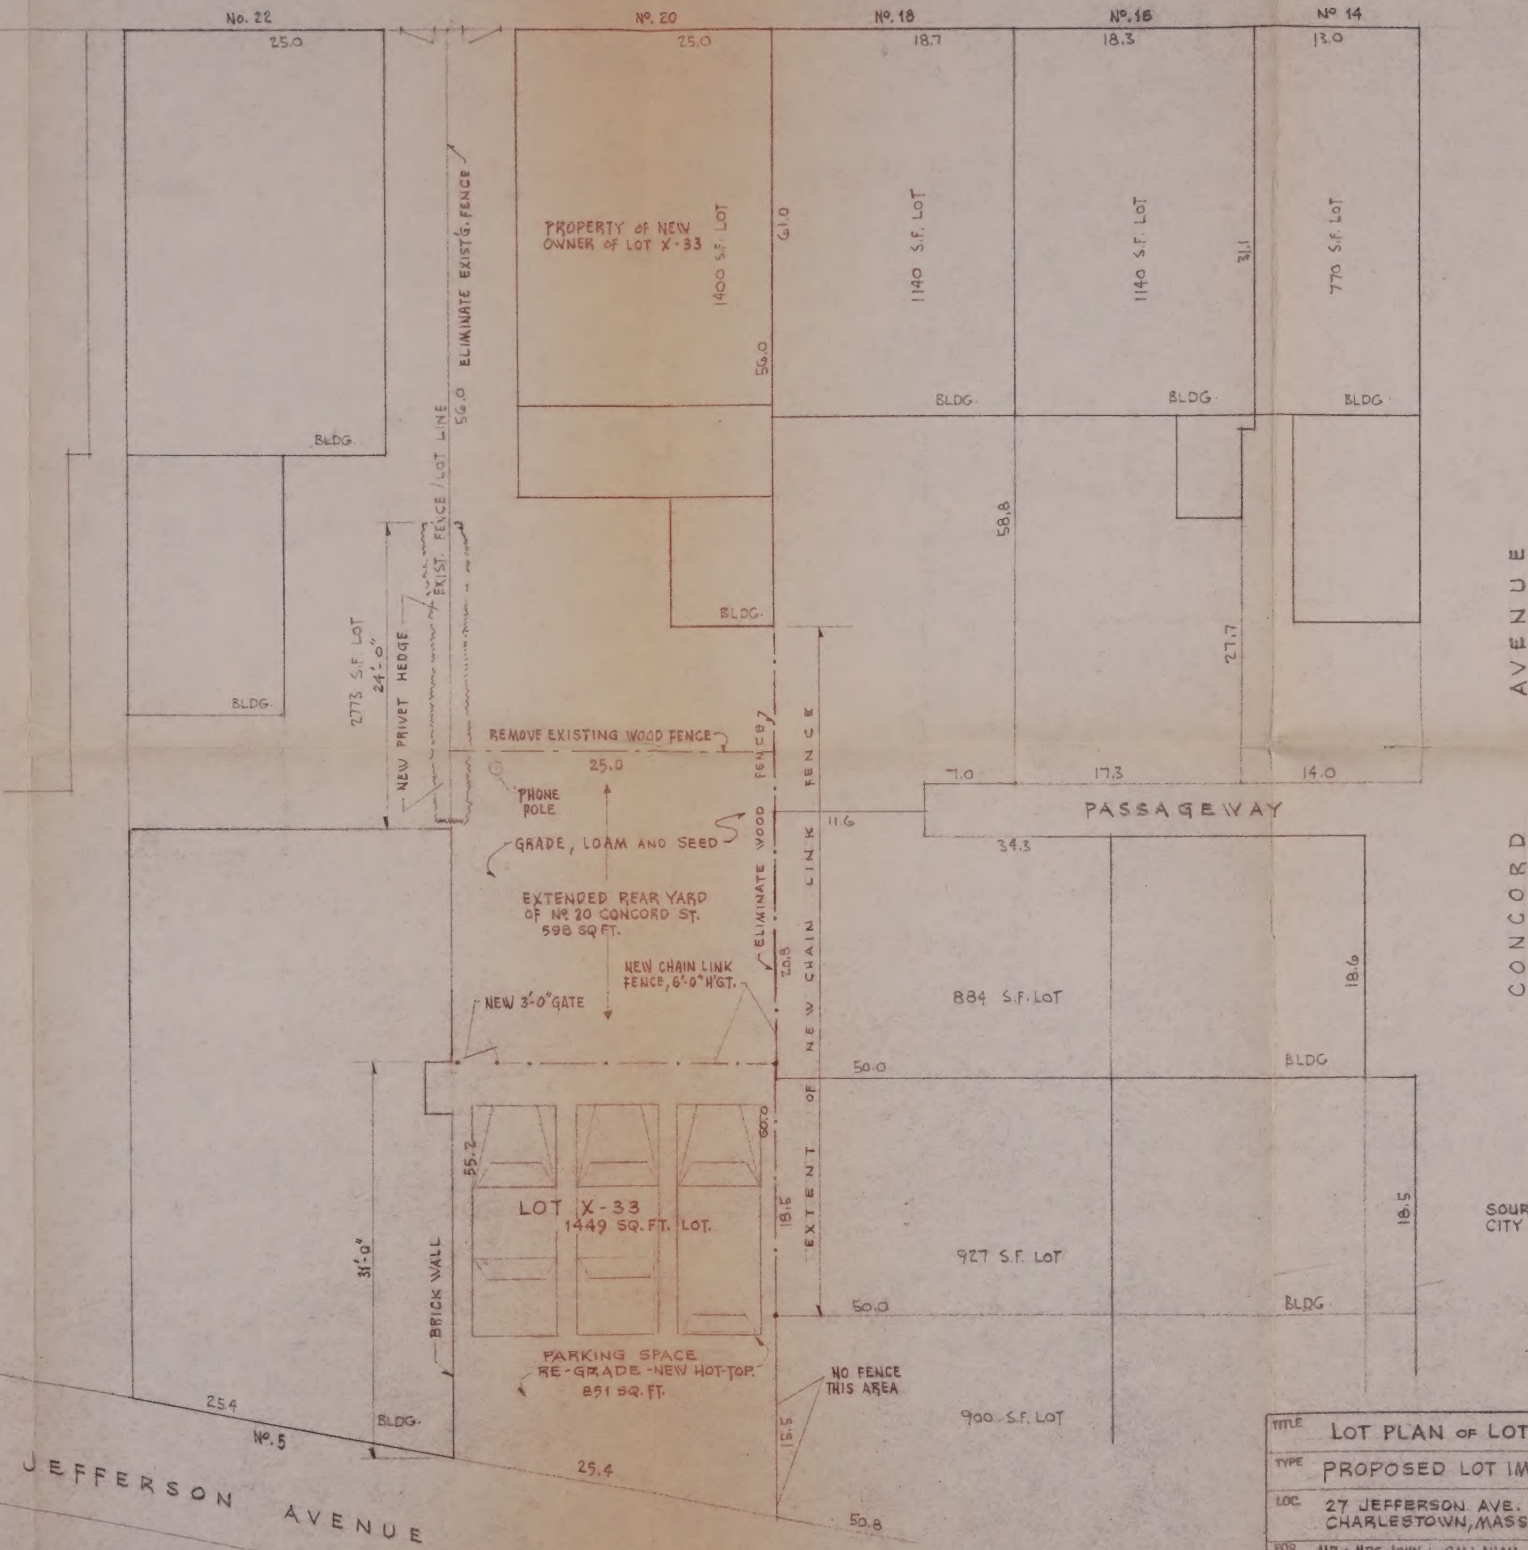 No. 22
Nº. 20
Nº. 18
Nº. 16
Nº 14
25.0
25.0
18.7
18.3
13.0
ELIMINATE EXIST'G. FENCE
56.0
EXIST. FENCE / LOT LINE
PROPERTY OF NEW
OWNER OF LOT X-33
1400 S.F. LOT
61.0
56.0
1140 S.F. LOT
1140 S.F. LOT
31.1
770 S.F. LOT
BLDG.
BLDG.
BLDG.
BLDG.
58.8
27.7
BLDG.
BLDG.
2773 S.F. LOT
24'-0"
NEW PRIVET HEDGE
REMOVE EXISTING WOOD FENCE
25.0
PHONE
POLE
GRADE, LOAM AND SEED
EXTENDED REAR YARD
OF Nº 20 CONCORD ST.
598 SQ FT.
ELIMINATE WOOD FENCE
EXTENT OF NEW CHAIN LINK FENCE
20.8
7.0
17.3
14.0
11.6
PASSAGEWAY
34.3
NEW CHAIN LINK
FENCE, 6'-0" H'GT.
NEW 3'-0" GATE
884 S.F. LOT
18.6
BLDG
50.0
CONCORD AVENUE
55.2
60.0
LOT X-33
1449 SQ. FT. LOT.
18.5
31'-0"
BRICK WALL
927 S.F. LOT
18.5
BLDG
50.0
SOUR
CITY
PARKING SPACE
RE-GRADE - NEW HOT-TOP.
851 SQ. FT.
NO FENCE
THIS AREA
900 S.F. LOT
15.5
25.4
Nº. 5
BLDG.
25.4
50.8
JEFFERSON AVENUE
TITLE LOT PLAN OF LOT
TYPE PROPOSED LOT IM
LOC. 27 JEFFERSON AVE.
CHARLESTOWN, MASS
FOR MR & MRS JOHN